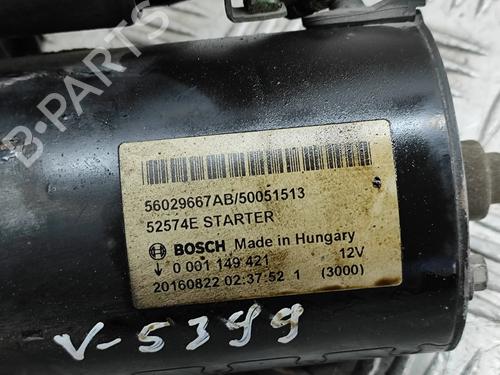 B-PARTS
56029667AB/50051513
52574E STARTER
BOSCH Made in Hungary
0 001 149 421 12V
20160822 02:37:52 1 (3000)
V-5399